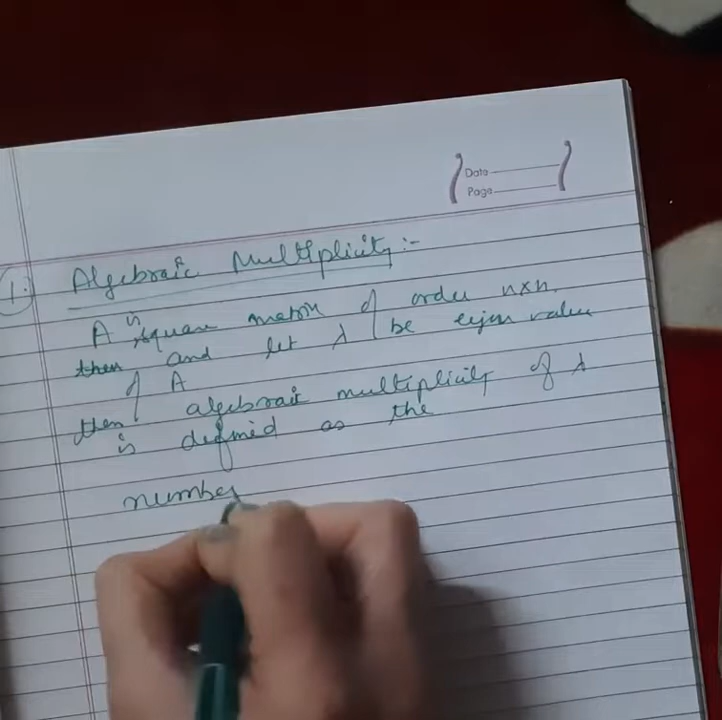 Date
Page
1. Algebraic Multiplicity :-
A is square matrix of order n×n.
then and let λ be eigen value
of A
then algebraic multiplicity of λ
is defined as the
number